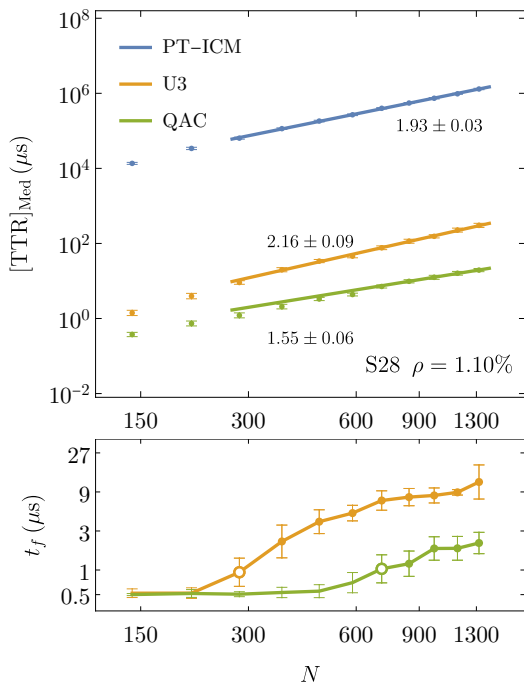 10^8
10^6
10^4
10^2
10^0
10^−2
[TTR]_Med (μs)
PT−ICM
U3
QAC
1.93 ± 0.03
2.16 ± 0.09
1.55 ± 0.06
S28 ρ = 1.10%
150 300 600 900 1300
27
9
3
1
0.5
t_f (μs)
150 300 600 900 1300
N